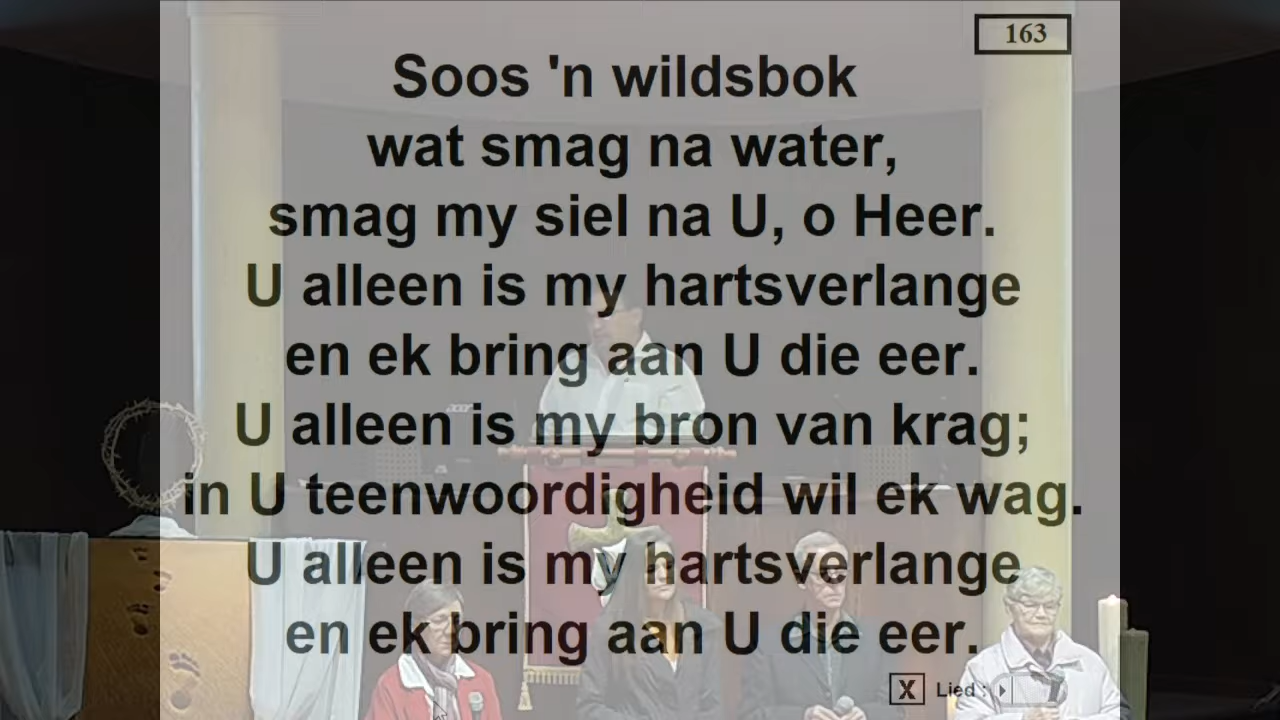 163
Soos 'n wildsbok
wat smag na water,
smag my siel na U, o Heer.
U alleen is my hartsverlange
en ek bring aan U die eer.
U alleen is my bron van krag;
in U teenwoordigheid wil ek wag.
U alleen is my hartsverlange
en ek bring aan U die eer.
X Lied :